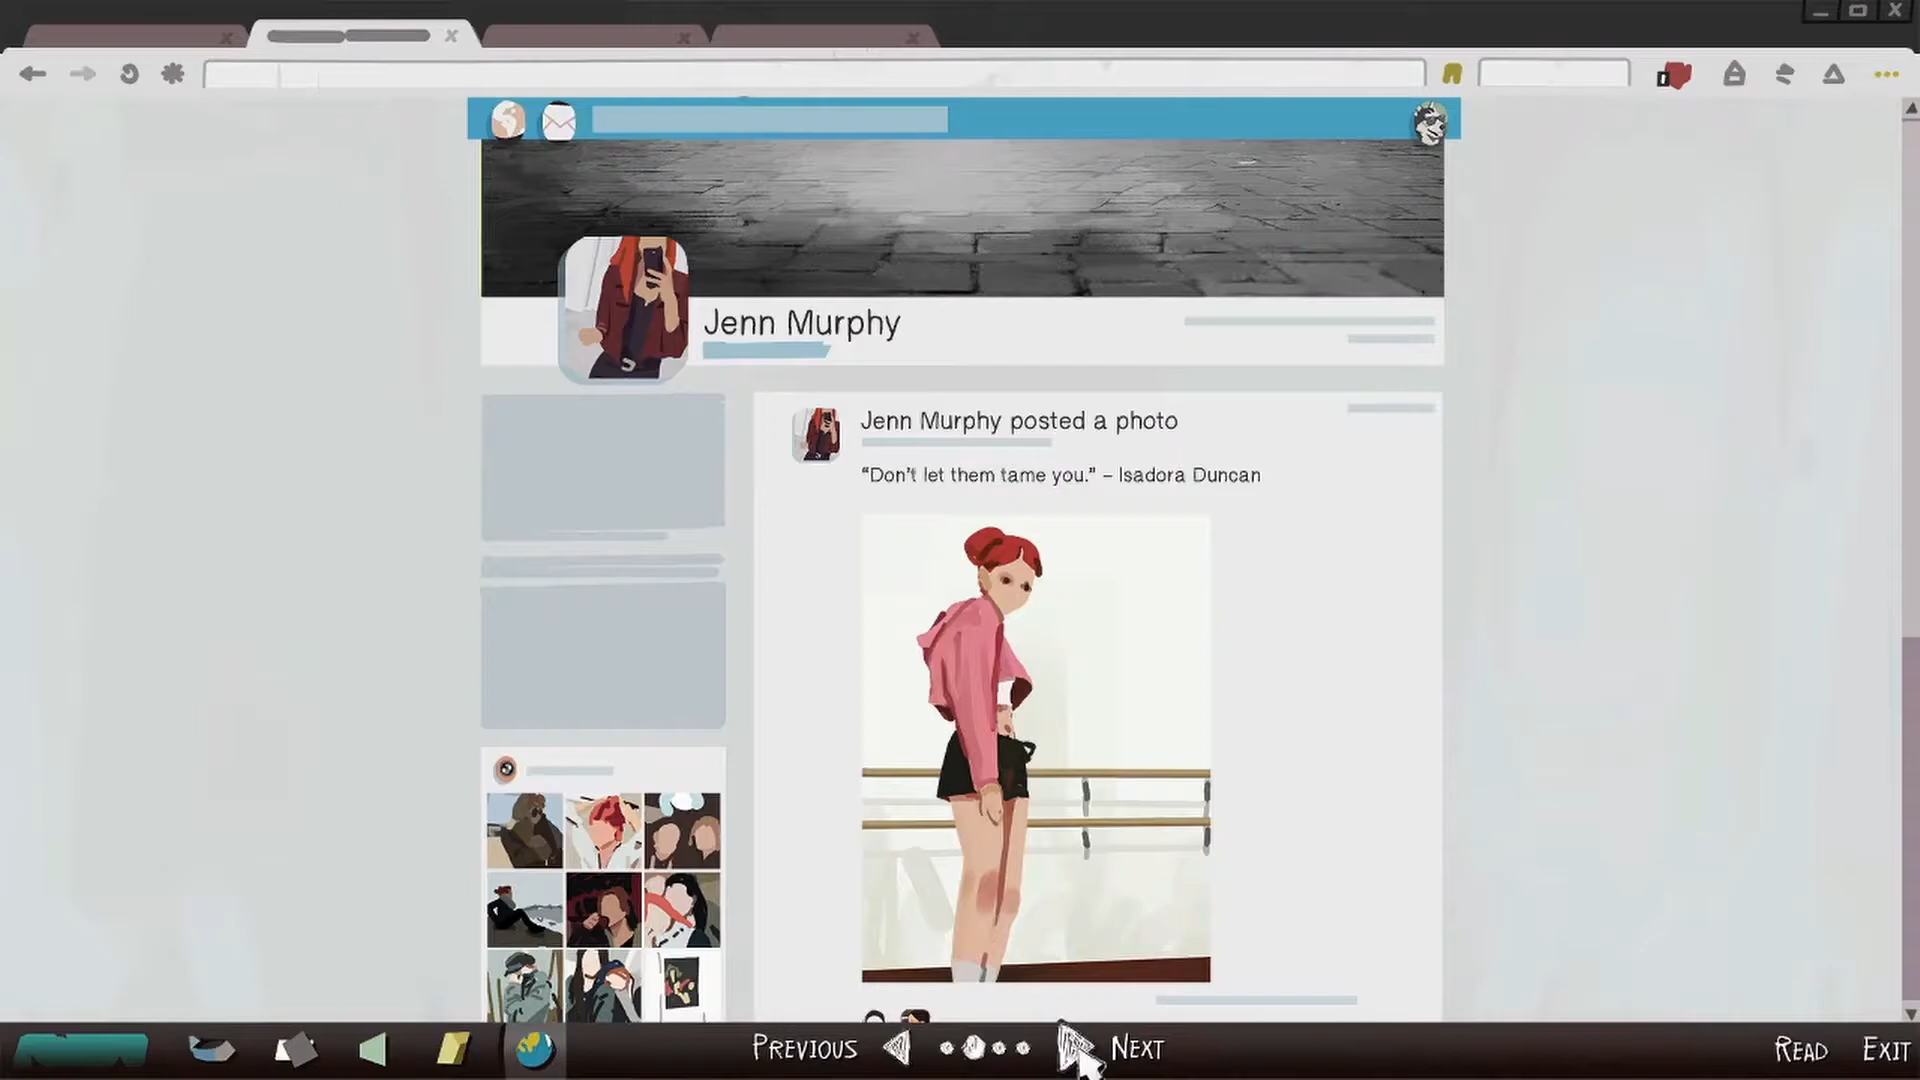 Jenn Murphy
Jenn Murphy posted a photo
“Don’t let them tame you.” – Isadora Duncan
PREVIOUS
NEXT
READ
EXIT